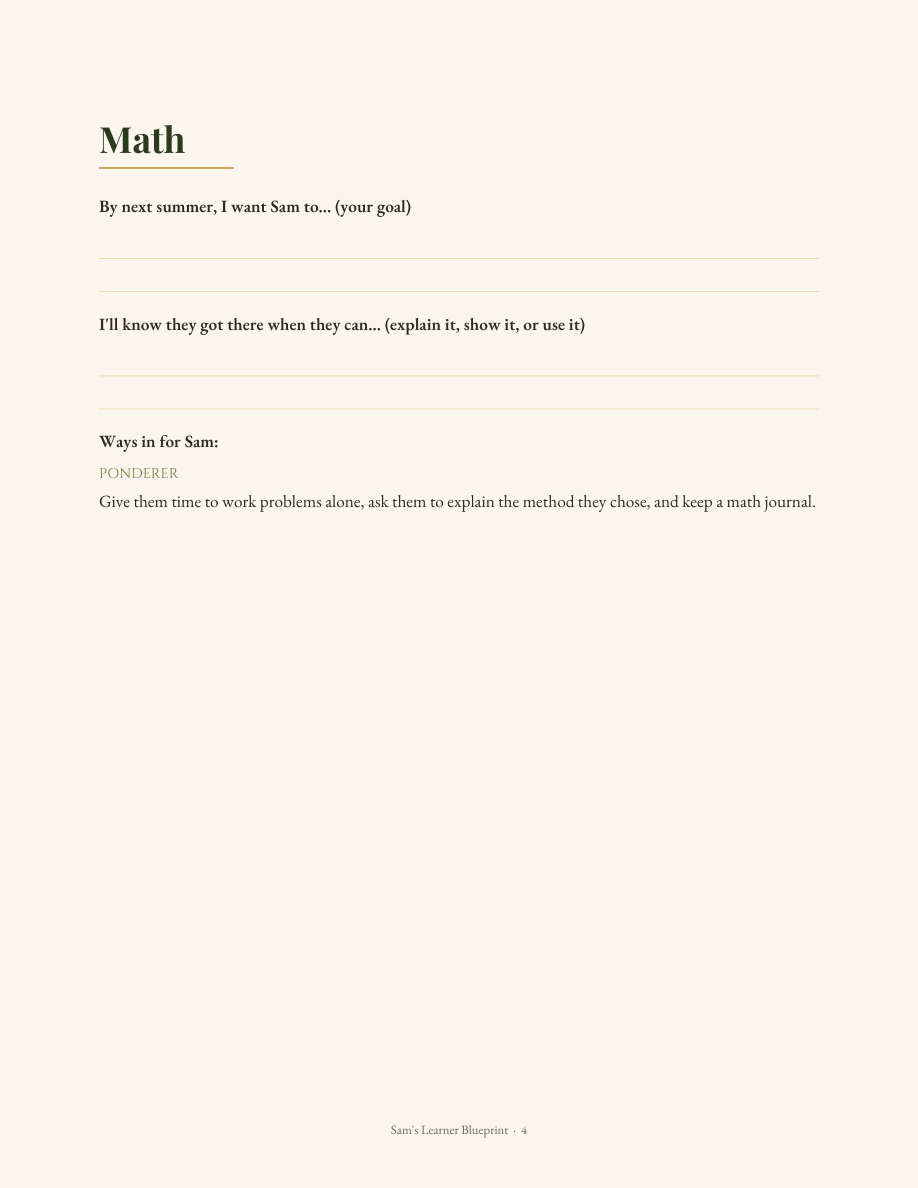 Math
By next summer, I want Sam to... (your goal)
I'll know they got there when they can... (explain it, show it, or use it)
Ways in for Sam:
PONDERER
Give them time to work problems alone, ask them to explain the method they chose, and keep a math journal.
Sam's Learner Blueprint · 4